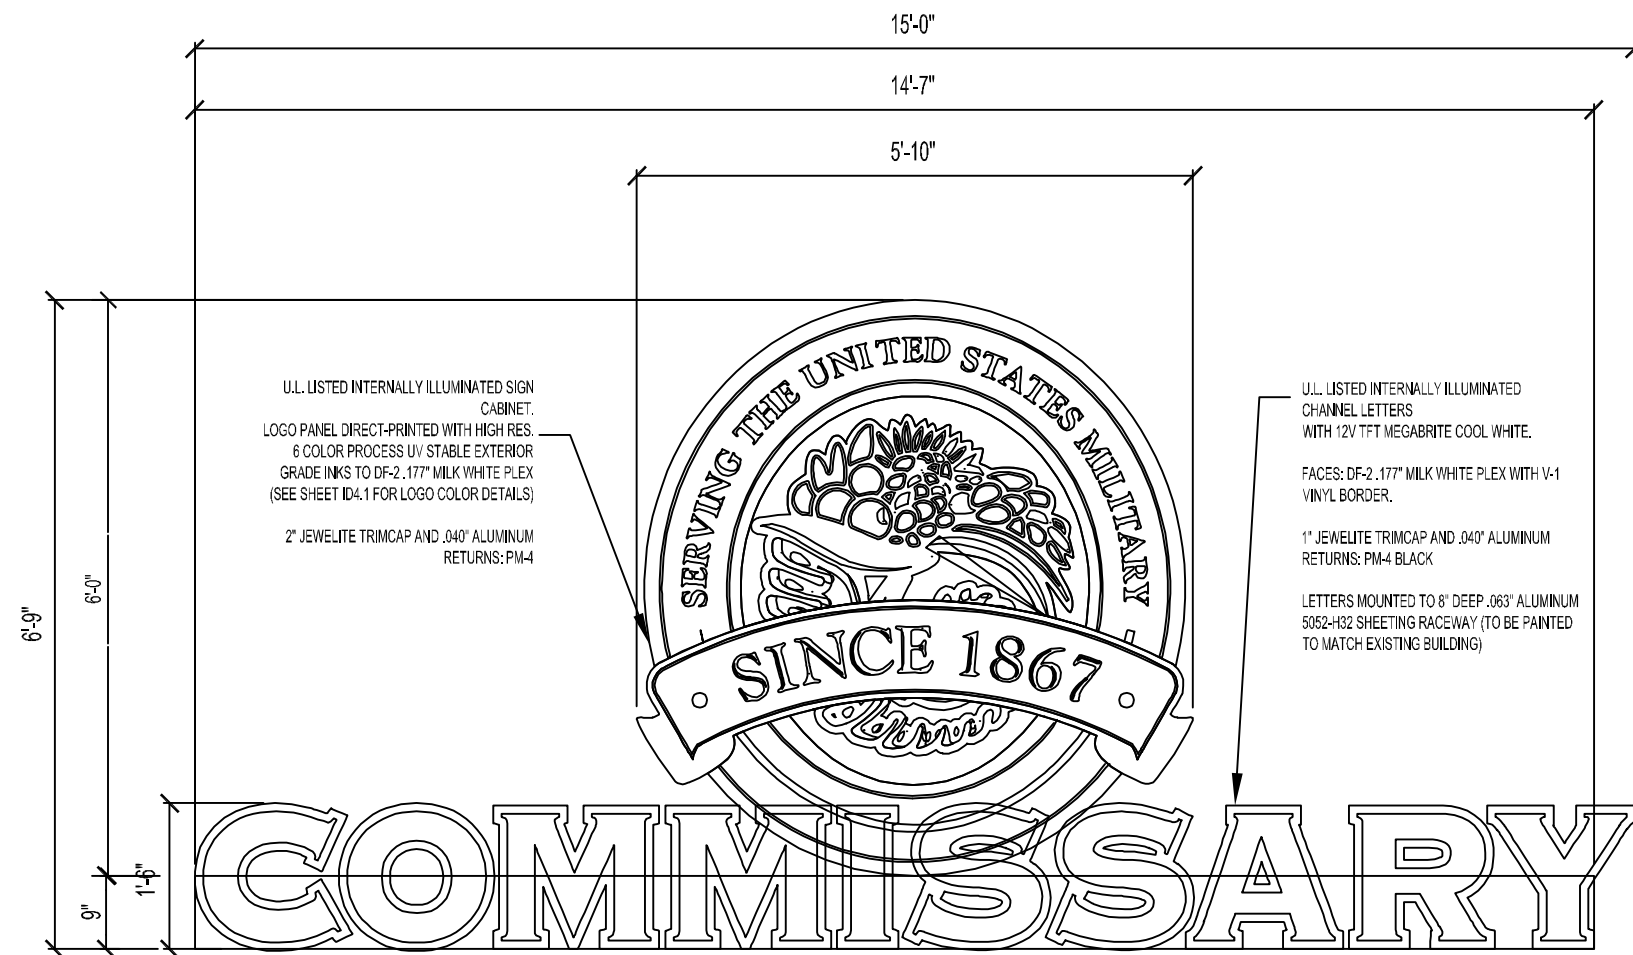 15'-0"
14'-7"
5'-10"
6'-9"
6'-0"
9"
1'-6"
U.L. LISTED INTERNALLY ILLUMINATED SIGN
CABINET.
LOGO PANEL DIRECT-PRINTED WITH HIGH RES.
6 COLOR PROCESS UV STABLE EXTERIOR
GRADE INKS TO DF-2 .177" MILK WHITE PLEX
(SEE SHEET ID4.1 FOR LOGO COLOR DETAILS)
2" JEWELITE TRIMCAP AND .040" ALUMINUM
RETURNS: PM-4
SERVING THE UNITED STATES MILITARY
SINCE 1867
U.L. LISTED INTERNALLY ILLUMINATED
CHANNEL LETTERS
WITH 12V TFT MEGABRITE COOL WHITE.
FACES: DF-2 .177" MILK WHITE PLEX WITH V-1
VINYL BORDER.
1" JEWELITE TRIMCAP AND .040" ALUMINUM
RETURNS: PM-4 BLACK
LETTERS MOUNTED TO 8" DEEP .063" ALUMINUM
5052-H32 SHEETING RACEWAY (TO BE PAINTED
TO MATCH EXISTING BUILDING)
COMMISSARY